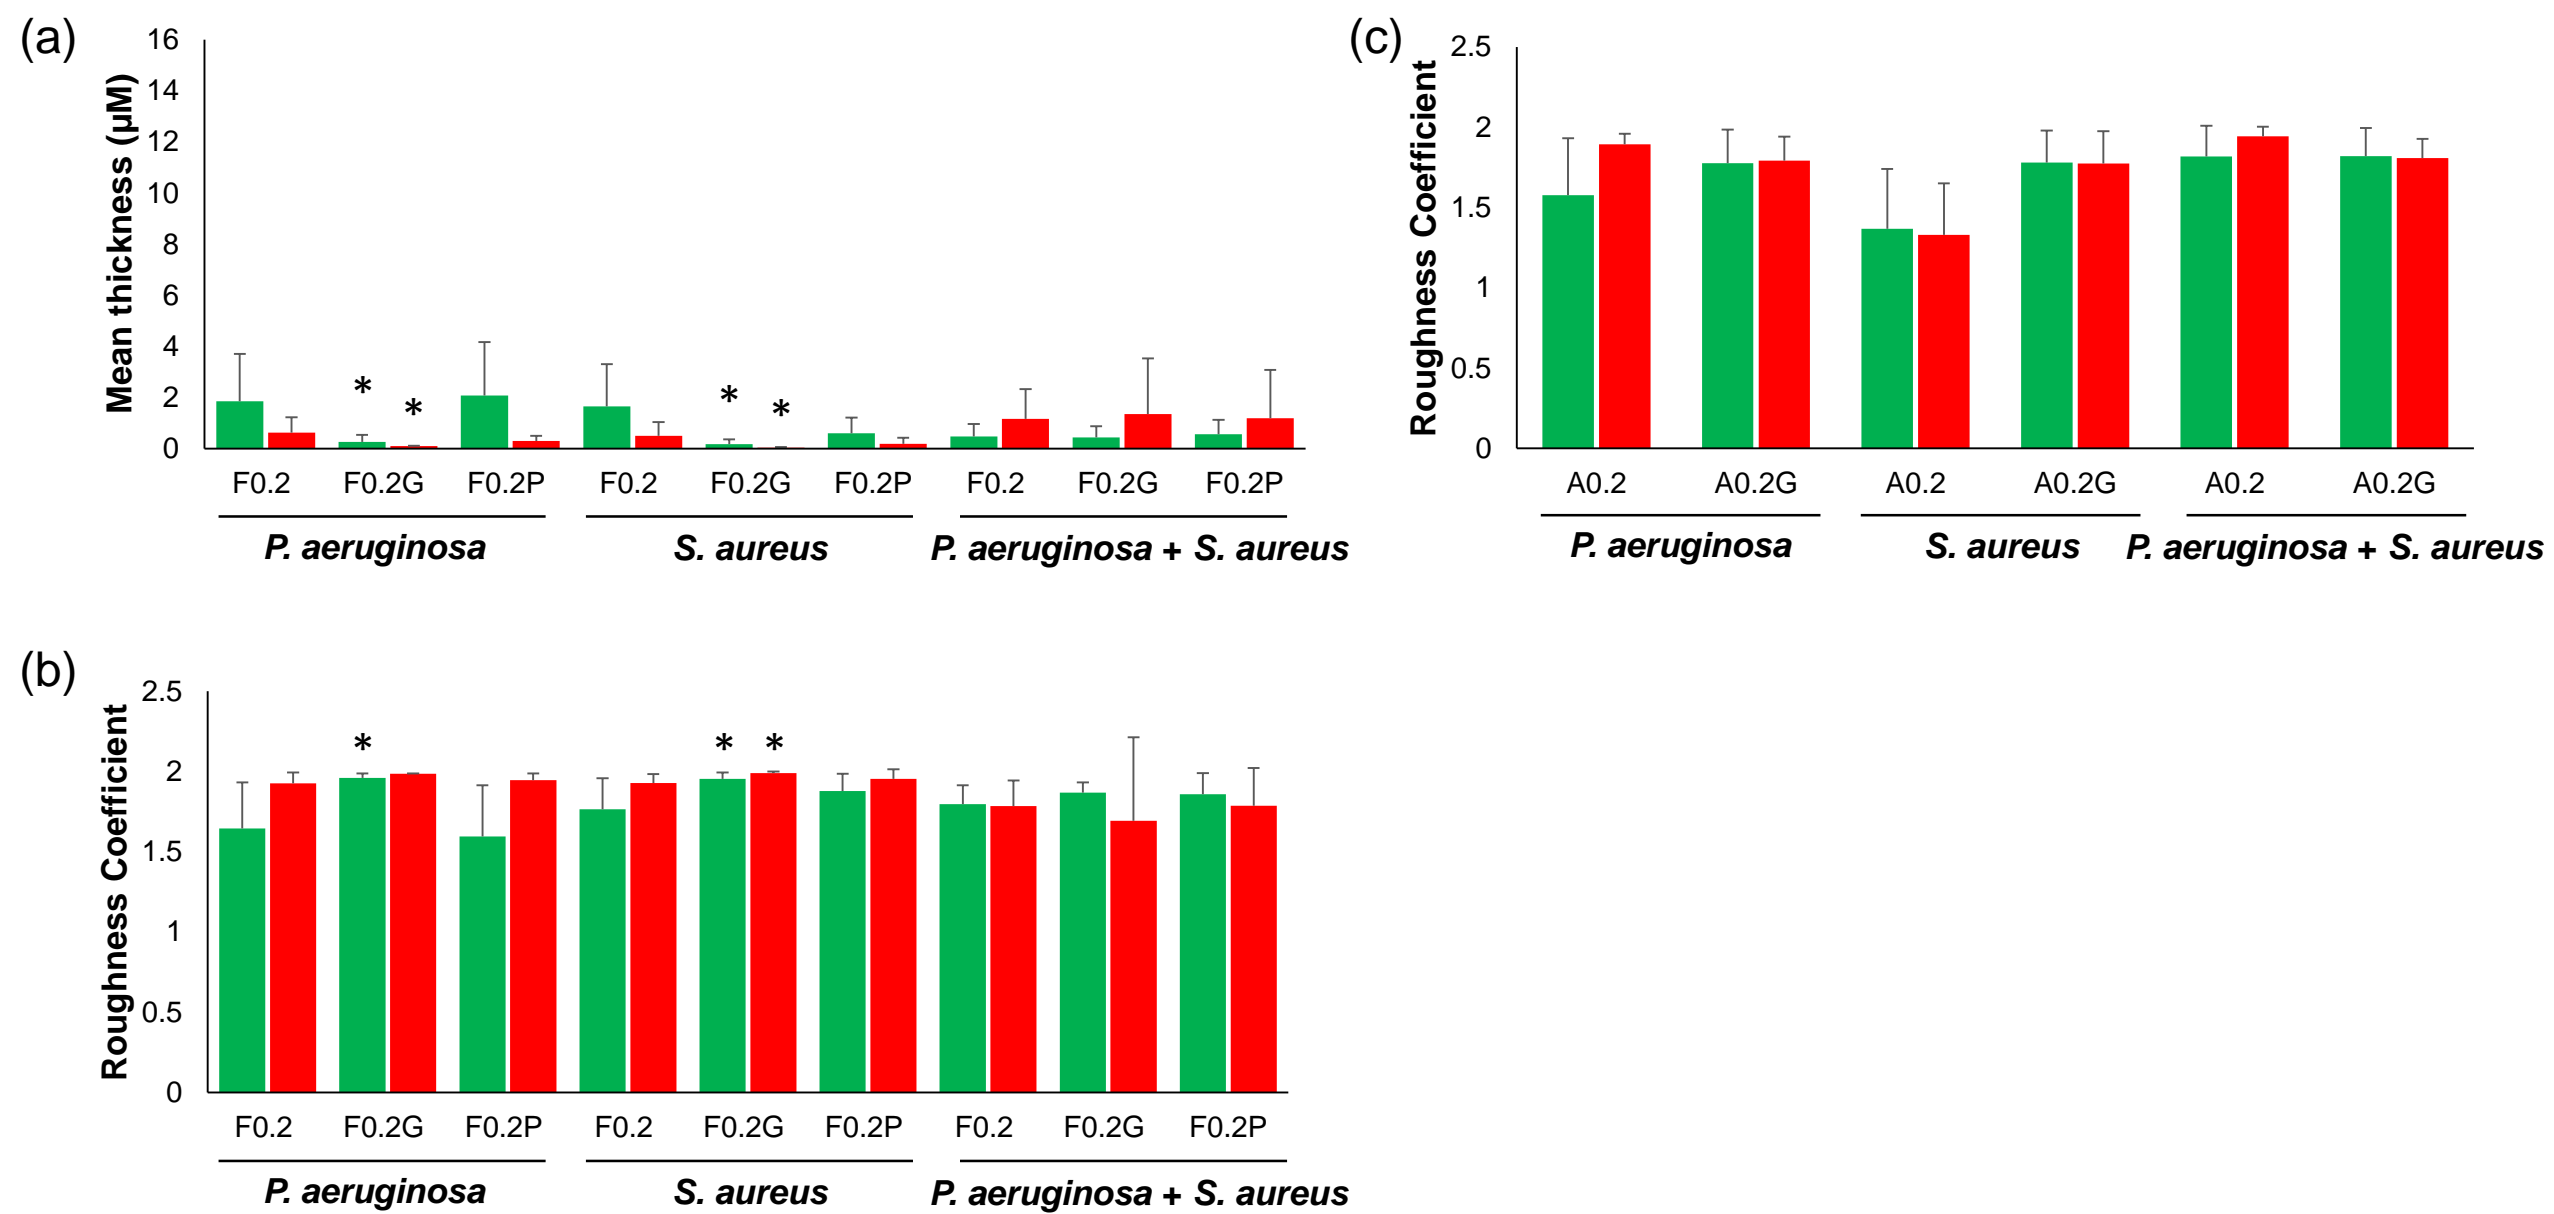 (a)
Mean thickness (µM)
16
14
12
10
8
6
4
2
0
* * * *
F0.2 F0.2G F0.2P F0.2 F0.2G F0.2P F0.2 F0.2G F0.2P
P. aeruginosa S. aureus P. aeruginosa + S. aureus
(c)
Roughness Coefficient
2.5
2
1.5
1
0.5
0
A0.2 A0.2G A0.2 A0.2G A0.2 A0.2G
P. aeruginosa S. aureus P. aeruginosa + S. aureus
(b)
Roughness Coefficient
2.5
2
1.5
1
0.5
0
* * *
F0.2 F0.2G F0.2P F0.2 F0.2G F0.2P F0.2 F0.2G F0.2P
P. aeruginosa S. aureus P. aeruginosa + S. aureus